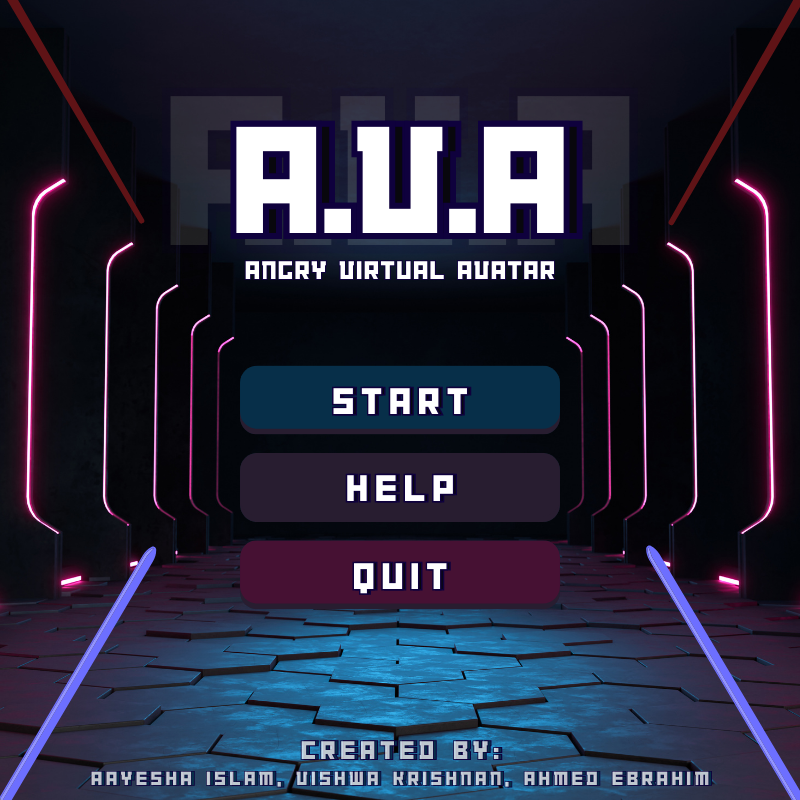 A.V.A
ANGRY VIRTUAL AVATAR
START
HELP
QUIT
CREATED BY:
AAYESHA ISLAM, VISHWA KRISHNAN, AHMED EBRAHIM